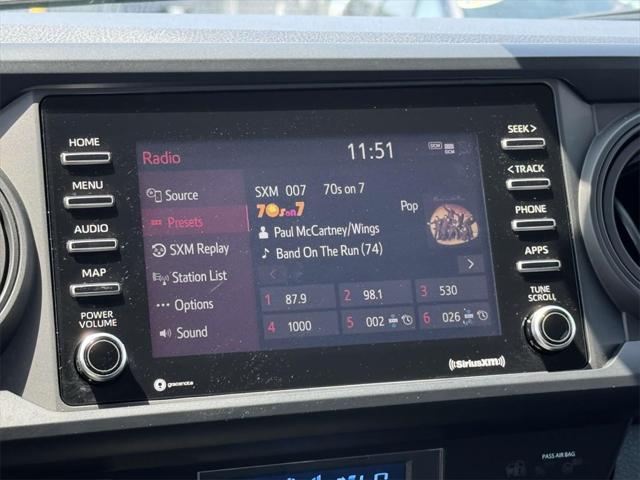 HOME
MENU
AUDIO
MAP
POWER
VOLUME
Radio
11:51
DCM
DCM
Source
Presets
SXM Replay
Station List
Options
Sound
SXM 007 70s on 7
70s on 7
Pop
Paul McCartney/Wings
Band On The Run (74)
< >
1 87.9
2 98.1
3 530
4 1000
5 002
6 026
SEEK >
< TRACK
PHONE
APPS
TUNE
SCROLL
gracenote
((SiriusXM))
PASS AIR BAG